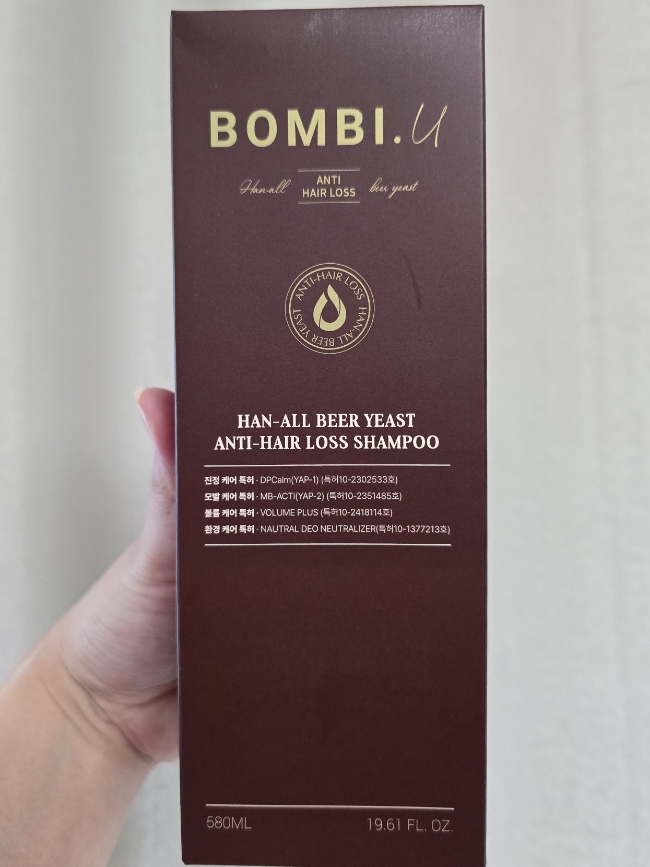 BOMBI.U
Han-all ANTI HAIR LOSS beer yeast
ANTI-HAIR LOSS HAN-ALL BEER YEAST
HAN-ALL BEER YEAST
ANTI-HAIR LOSS SHAMPOO
진정 케어 특허 · DPCalm(YAP-1) (특허10-2302533호)
모발 케어 특허 · MB-ACTI(YAP-2) (특허10-2351485호)
볼륨 케어 특허 · VOLUME PLUS (특허10-2418114호)
환경 케어 특허 · NAUTRAL DEO NEUTRALIZER(특허10-1377213호)
580ML 19.61 FL. OZ.